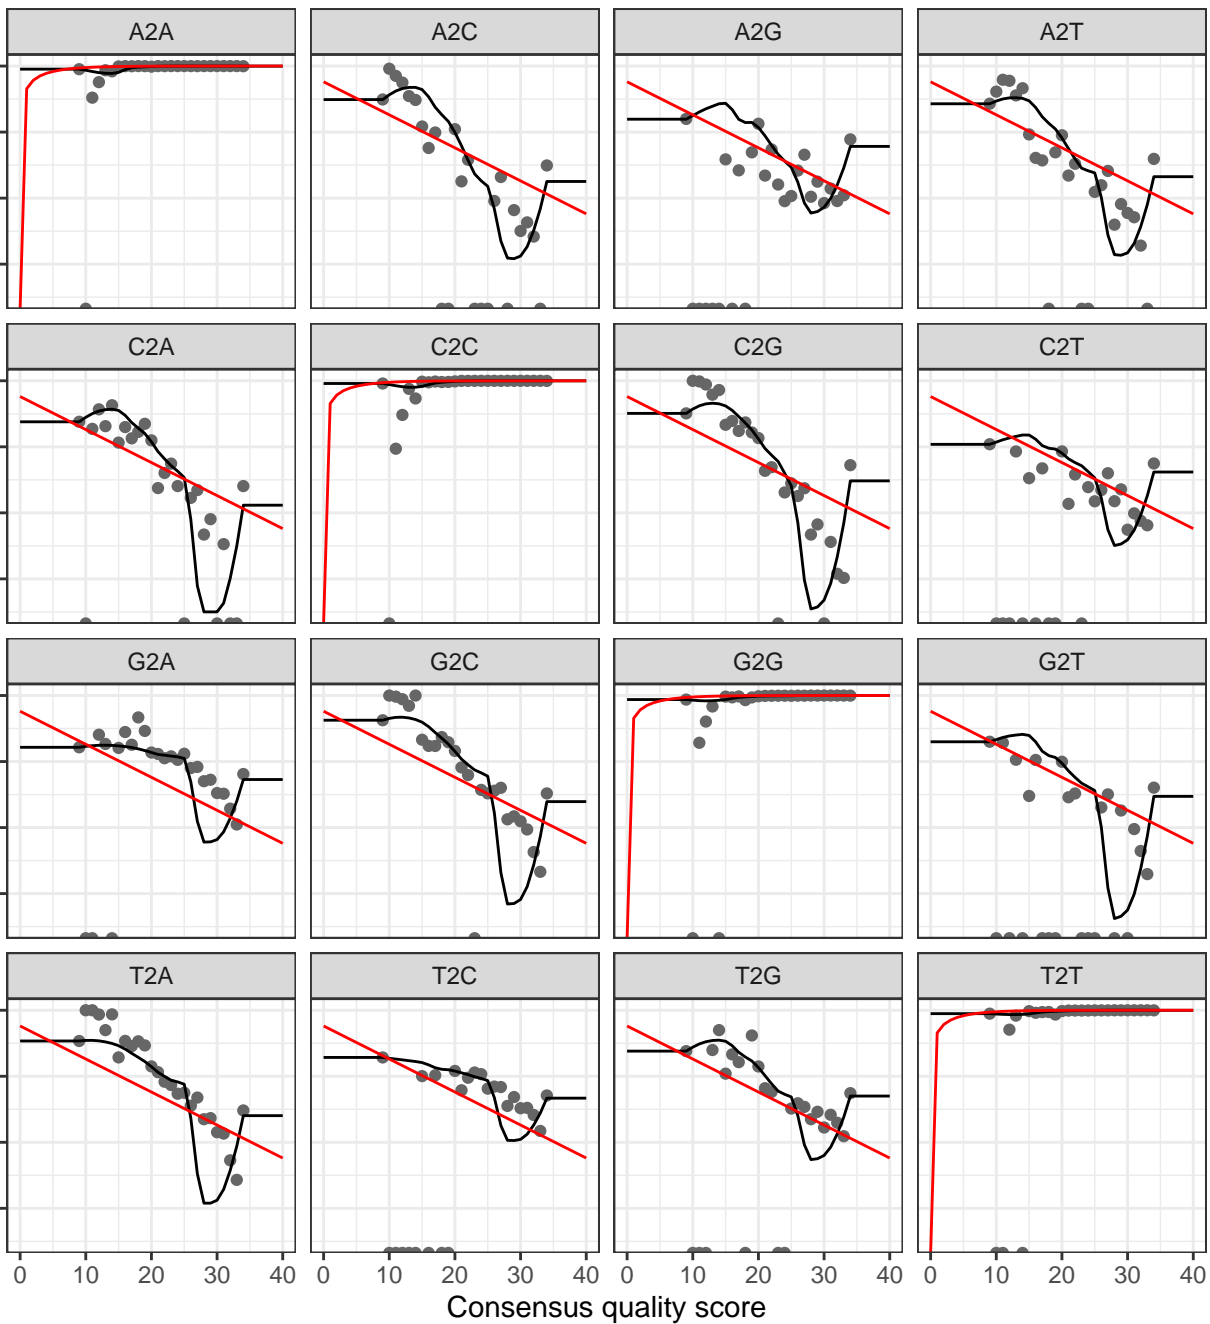 A2A A2C A2G A2T
C2A C2C C2G C2T
G2A G2C G2G G2T
T2A T2C T2G T2T
0 10 20 30 40 0 10 20 30 40 0 10 20 30 40 0 10 20 30 40
Consensus quality score